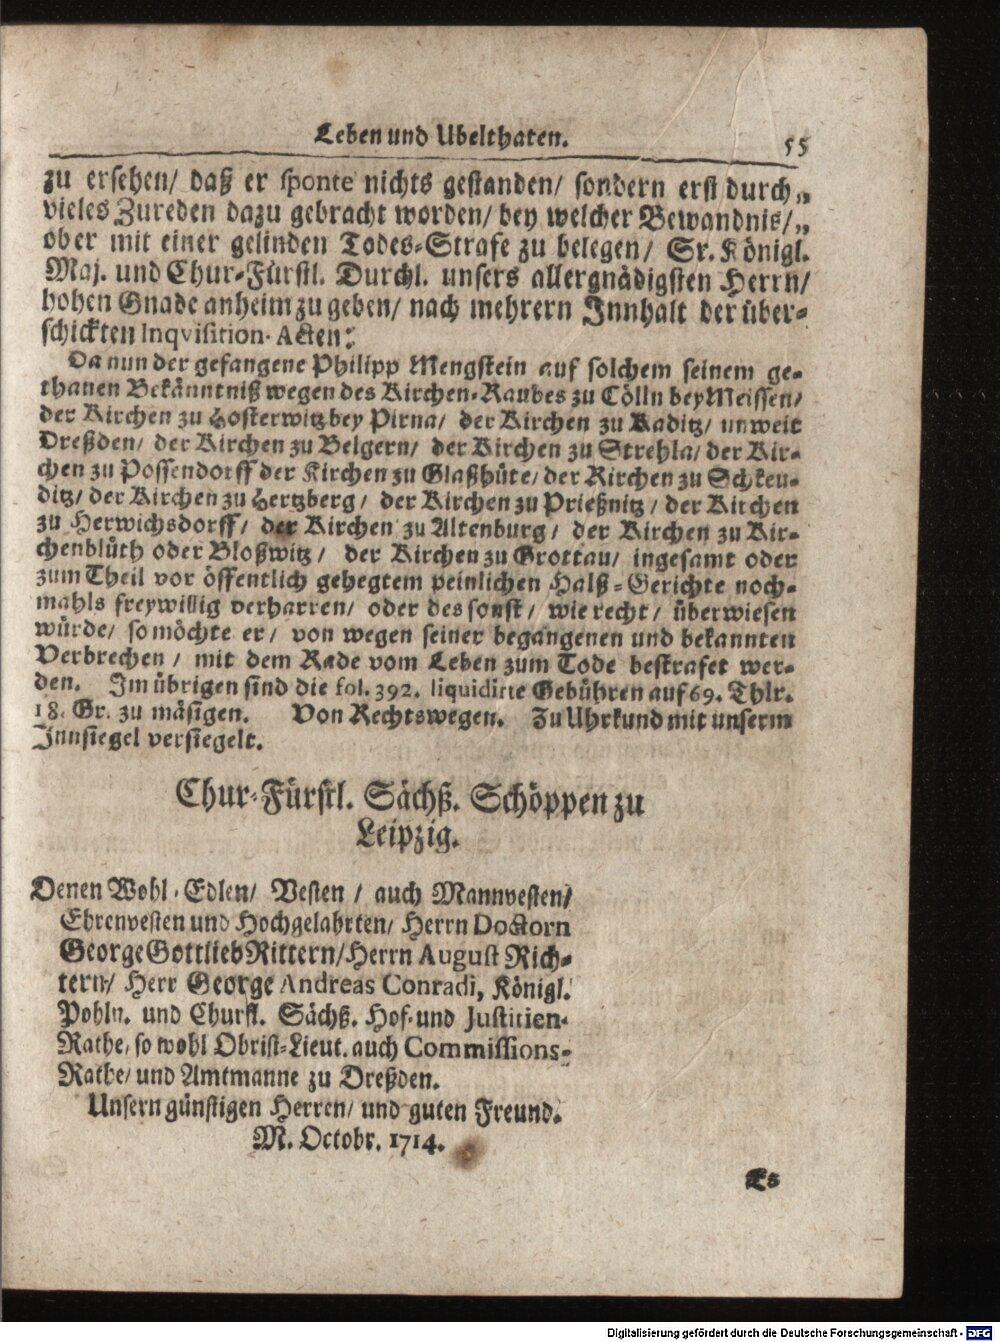 Leben und Ubelthaten. 55
zu ersehen/ daß er sponte nichts gestanden/ sondern erst durch„
vieles Zureden dazu gebracht worden/ bey welcher Bewandnis/„
ober mit einer gelinden Todes-Strafe zu belegen/ Sr. Königl.
Maj. und Chur-Fürstl. Durchl. unsers allergnädigsten Herrn/
hohen Gnade anheim zu geben/ nach mehrern Innhalt der über-
schickten Inqvisition-Acten:
Da nun der gefangene Philipp Mengstein auf solchem seinem ge-
thanen Bekänntniß wegen des Kirchen-Raubes zu Cölln bey Meissen/
der Kirchen zu Hosterwitz bey Pirna/ der Kirchen zu Kaditz/ unweit
Dreßden/ der Kirchen zu Belgern/ der Kirchen zu Strehla/ der Kir-
chen zu Possendorff der Kirchen zu Glaßhüte/ der Kirchen zu Schkeu-
ditz/ der Kirchen zu Hertzberg/ der Kirchen zu Prießnitz/ der Kirchen
zu Herwichsdorff/ der Kirchen zu Altenburg/ der Kirchen zu Kir-
chenblüth oder Bloßwitz/ der Kirchen zu Grottau/ ingesamt oder
zum Theil vor öffentlich gehegtem peinlichen Halß-Gerichte noch-
mahls freywillig verharren/ oder des sonst/ wie recht/ überwiesen
würde/ so möchte er/ von wegen seiner begangenen und bekannten
Verbrechen/ mit dem Rade vom Leben zum Tode bestrafet wer-
den. Im übrigen sind die fol. 392. liquidirte Gebühren auf 69. Thlr.
18. Gr. zu mäsigen. Von Rechtswegen. Zu Uhrkund mit unserm
Innsiegel versiegelt.
Chur-Fürstl. Sächß. Schöppen zu
Leipzig.
Denen Wohl-Edlen/ Vesten/ auch Mannvesten/
Ehrenvesten und Hochgelahrten/ Herrn Doctorn
George Gottlieb Rittern/ Herrn August Rich-
tern/ Herr George Andreas Conradi, Königl.
Pohln. und Churfl. Sächß. Hof- und Justitien-
Rathe, so wohl Obrist-Lieut. auch Commissions-
Rathe/ und Amtmanne zu Dreßden.
Unsern günstigen Herren/ und guten Freund.
M. Octobr. 1714.
Es
Digitalisierung gefördert durch die Deutsche Forschungsgemeinschaft - DFG